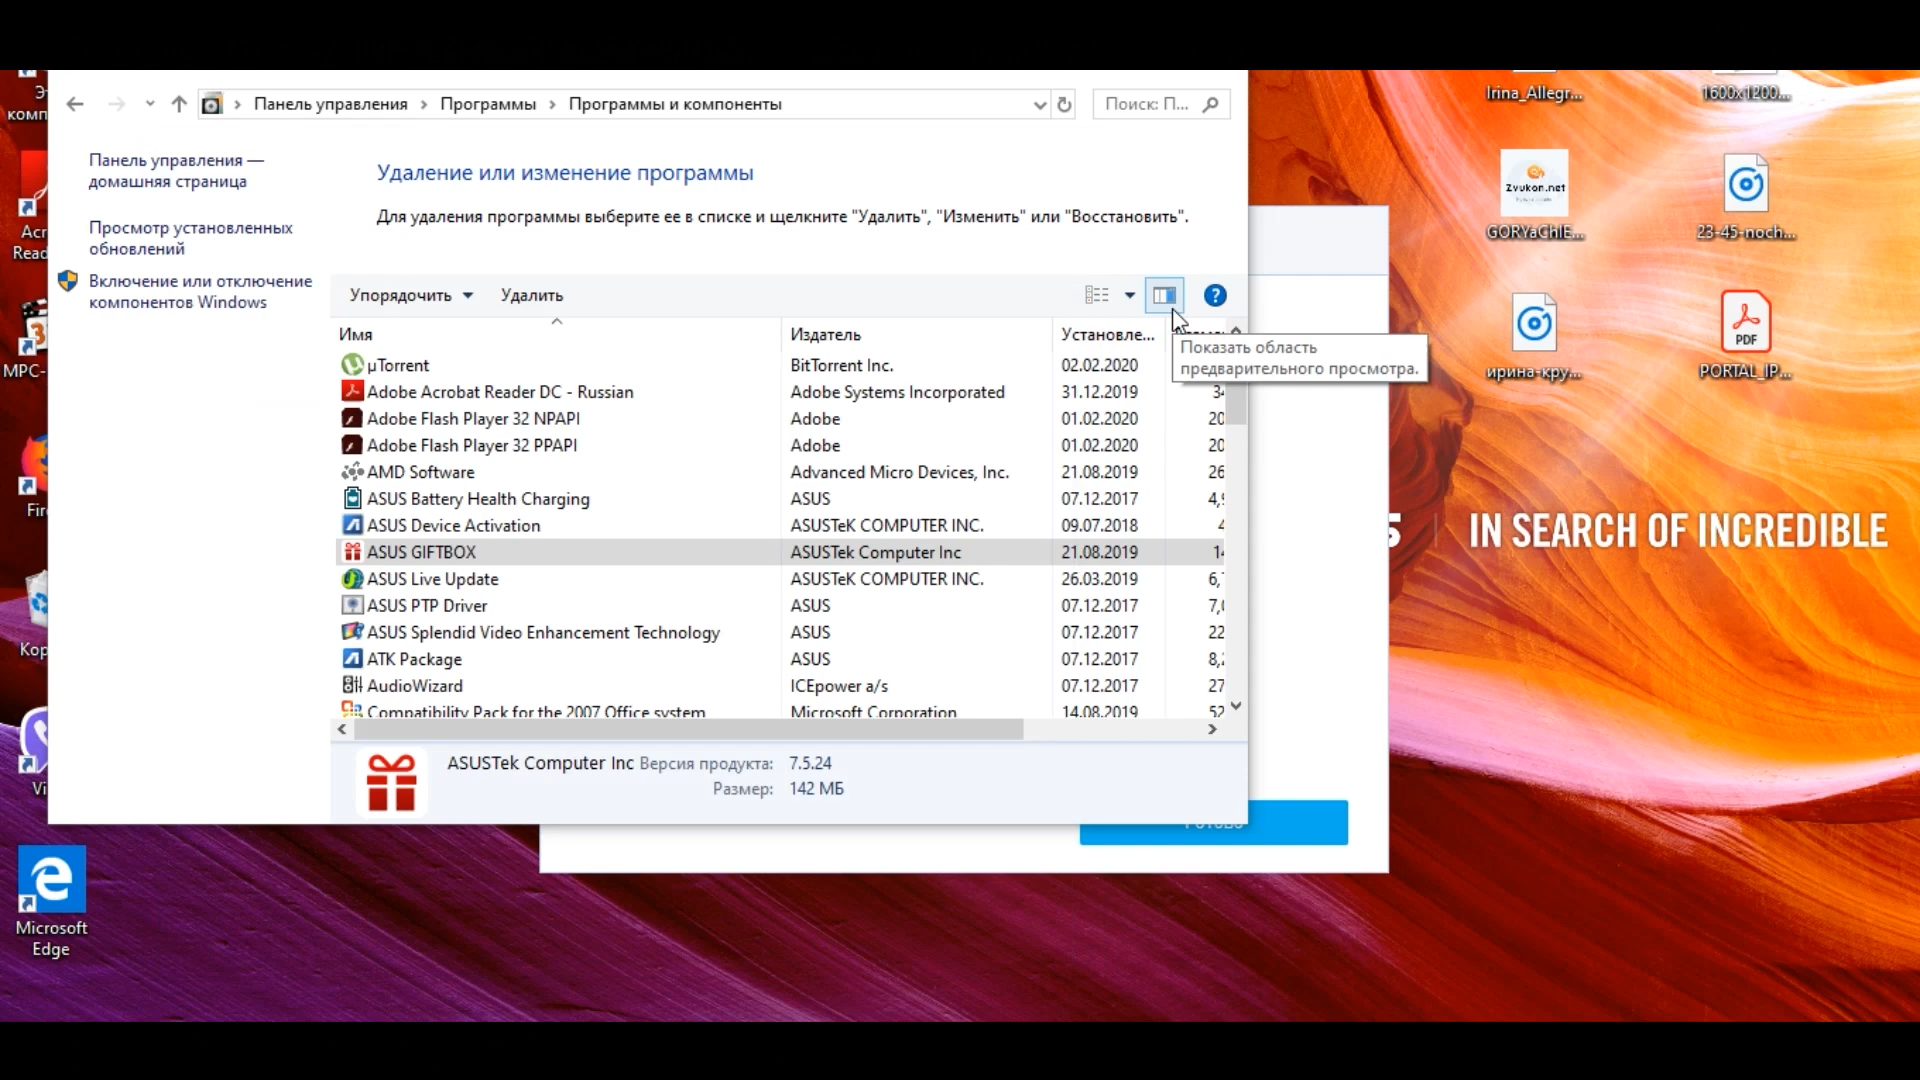 Панель управления
Программы
Программы и компоненты
Поиск: П...
Панель управления —
домашняя страница
Просмотр установленных
обновлений
Включение или отключение
компонентов Windows
Удаление или изменение программы
Для удаления программы выберите ее в списке и щелкните "Удалить", "Изменить" или "Восстановить".
Упорядочить
Удалить
?
Имя Издатель Установле...
Показать область
предварительного просмотра.
µTorrent BitTorrent Inc. 02.02.2020
Adobe Acrobat Reader DC - Russian Adobe Systems Incorporated 31.12.2019
Adobe Flash Player 32 NPAPI Adobe 01.02.2020 20
Adobe Flash Player 32 PPAPI Adobe 01.02.2020 20
AMD Software Advanced Micro Devices, Inc. 21.08.2019 26
ASUS Battery Health Charging ASUS 07.12.2017
ASUS Device Activation ASUSTeK COMPUTER INC. 09.07.2018
ASUS GIFTBOX ASUSTek Computer Inc 21.08.2019
ASUS Live Update ASUSTeK COMPUTER INC. 26.03.2019
ASUS PTP Driver ASUS 07.12.2017
ASUS Splendid Video Enhancement Technology ASUS 07.12.2017 22
ATK Package ASUS 07.12.2017
AudioWizard ICEpower a/s 07.12.2017 27
Compatibility Pack for the 2007 Office system Microsoft Corporation 14.08.2019 52
ASUSTek Computer Inc Версия продукта: 7.5.24
Размер: 142 МБ
Microsoft
Edge
Irina_Allegr...
1600x1200...
Zvukon.net
GORYaChIE...
23-45-noch...
ирина-кру...
PDF
PORTAL_IP...
IN SEARCH OF INCREDIBLE